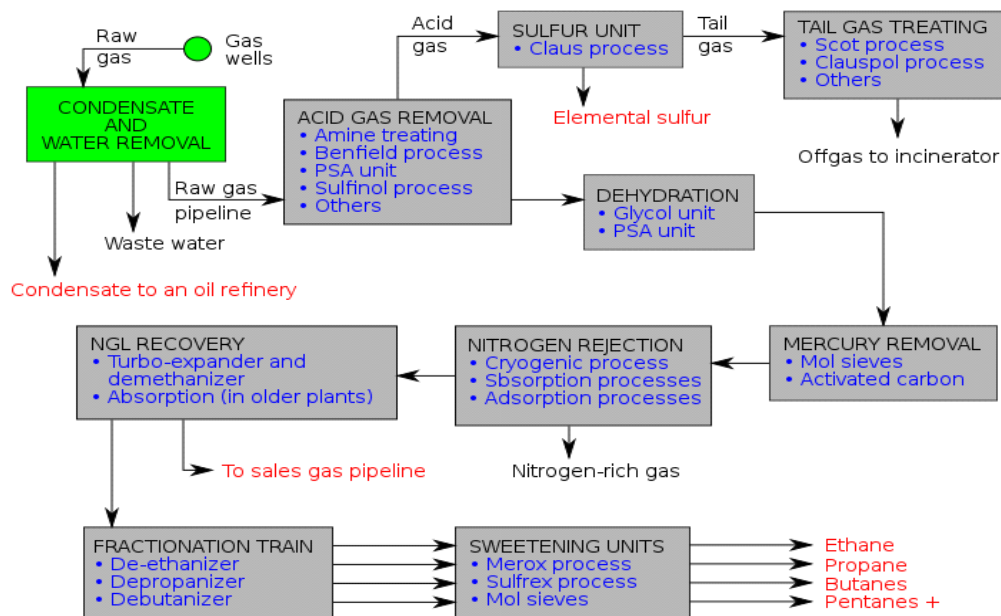 Raw
gas
Gas
wells
CONDENSATE
AND
WATER REMOVAL
Raw gas
pipeline
Waste water
Condensate to an oil refinery
ACID GAS REMOVAL
• Amine treating
• Benfield process
• PSA unit
• Sulfinol process
• Others
Acid
gas
SULFUR UNIT
• Claus process
Elemental sulfur
Tail
gas
TAIL GAS TREATING
• Scot process
• Clauspol process
• Others
Offgas to incinerator
DEHYDRATION
• Glycol unit
• PSA unit
MERCURY REMOVAL
• Mol sieves
• Activated carbon
NITROGEN REJECTION
• Cryogenic process
• Sbsorption processes
• Adsorption processes
Nitrogen-rich gas
NGL RECOVERY
• Turbo-expander and
demethanizer
• Absorption (in older plants)
To sales gas pipeline
FRACTIONATION TRAIN
• De-ethanizer
• Depropanizer
• Debutanizer
SWEETENING UNITS
• Merox process
• Sulfrex process
• Mol sieves
Ethane
Propane
Butanes
Pentanes +